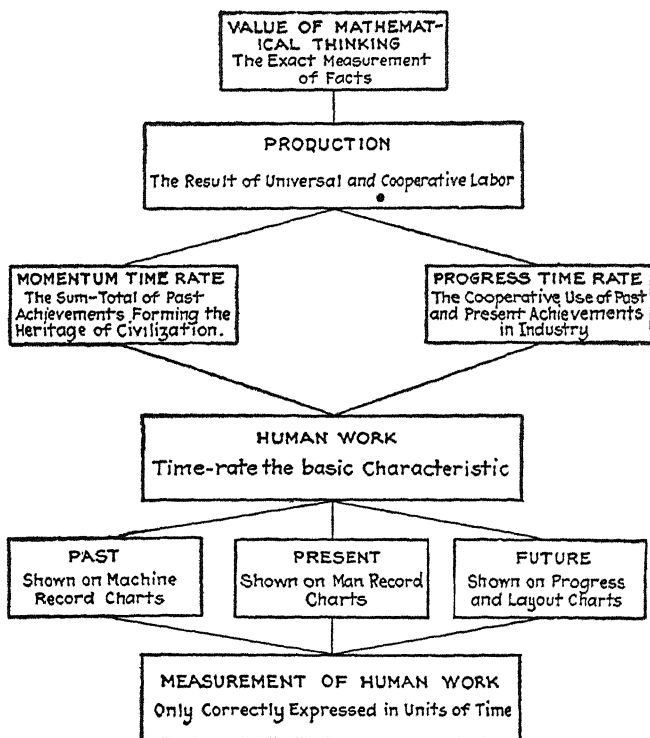 VALUE OF MATHEMAT-
ICAL THINKING
The Exact Measurement
of Facts
PRODUCTION
The Result of Universal and Cooperative Labor
MOMENTUM TIME RATE
The Sum-Total of Past
Achievements Forming the
Heritage of Civilization.
PROGRESS TIME RATE
The Cooperative Use of Past
and Present Achievements
in Industry
HUMAN WORK
Time-rate the basic Characteristic
PAST
Shown on Machine
Record Charts
PRESENT
Shown on Man Record
Charts
FUTURE
Shown on Progress
and Layout Charts
MEASUREMENT OF HUMAN WORK
Only Correctly Expressed in Units of Time